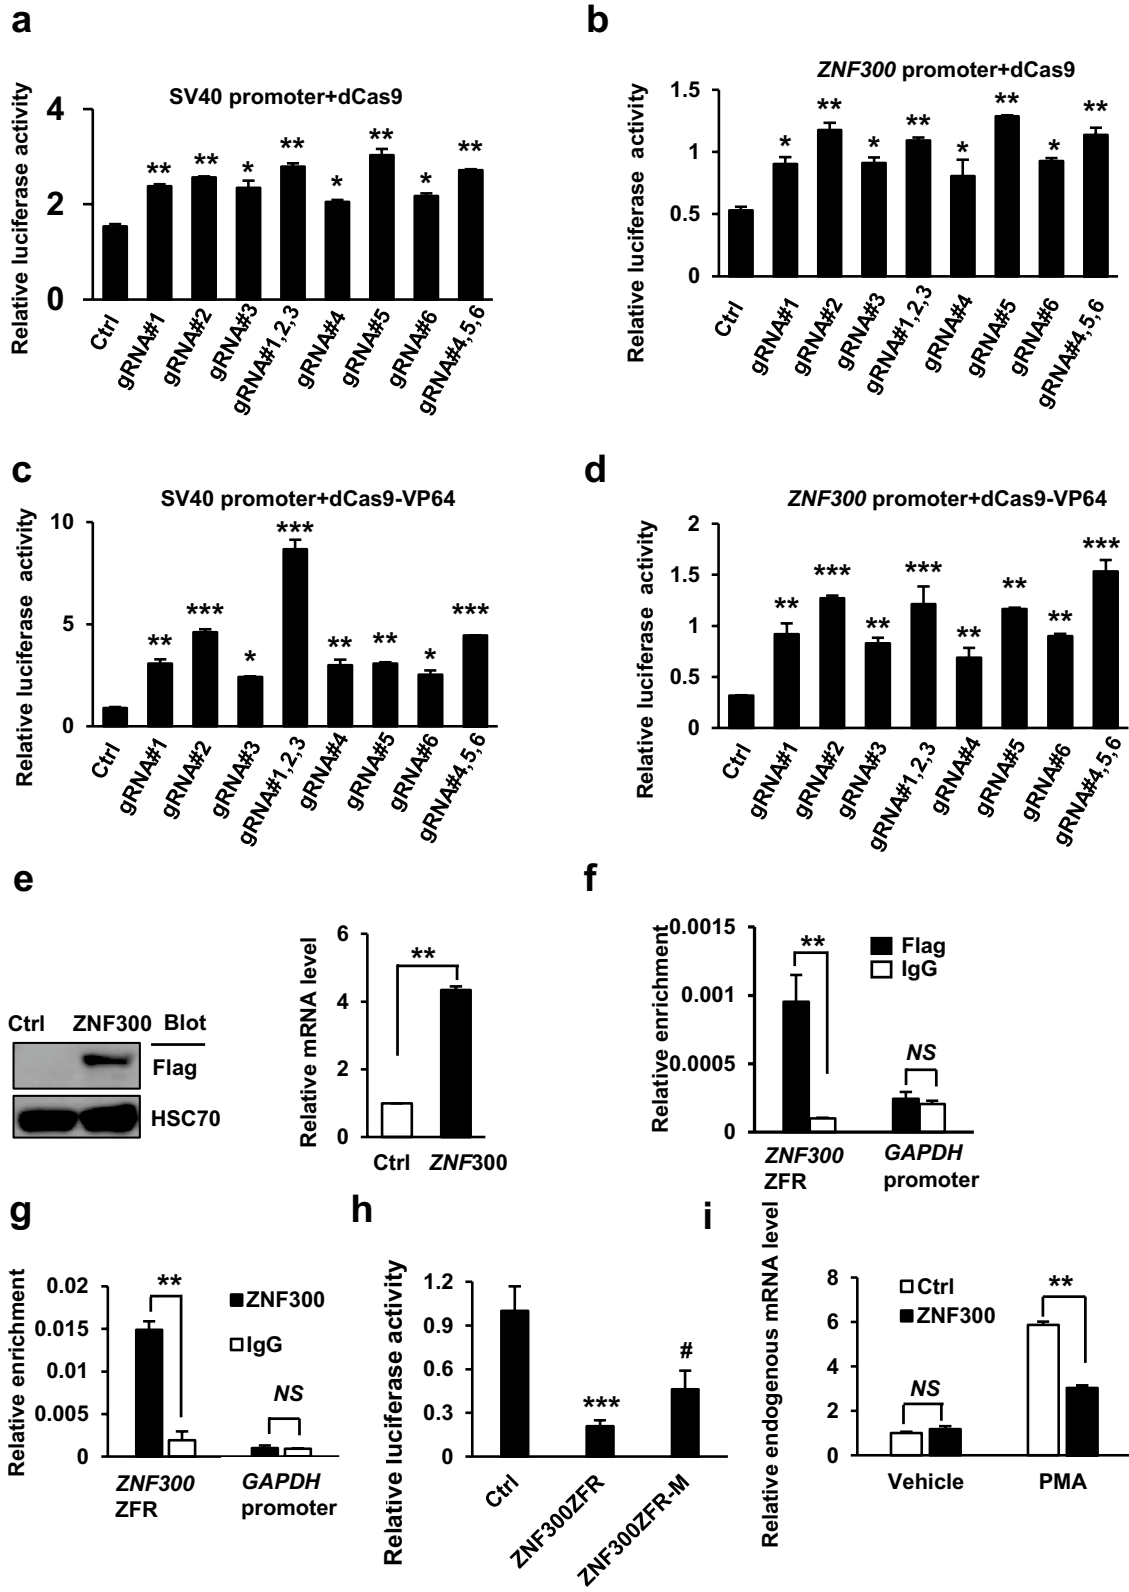 a
SV40 promoter+dCas9
Relative luciferase activity
4
2
0
** ** * ** * ** * **
Ctrl gRNA#1 gRNA#2 gRNA#3 gRNA#1,2,3 gRNA#4 gRNA#5 gRNA#6 gRNA#4,5,6
b
ZNF300 promoter+dCas9
Relative luciferase activity
1.5
1
0.5
0
* ** * ** * ** * **
Ctrl gRNA#1 gRNA#2 gRNA#3 gRNA#1,2,3 gRNA#4 gRNA#5 gRNA#6 gRNA#4,5,6
c
SV40 promoter+dCas9-VP64
Relative luciferase activity
10
5
0
** *** * *** ** ** * ***
Ctrl gRNA#1 gRNA#2 gRNA#3 gRNA#1,2,3 gRNA#4 gRNA#5 gRNA#6 gRNA#4,5,6
d
ZNF300 promoter+dCas9-VP64
Relative luciferase activity
2
1.5
1
0.5
0
** *** ** *** ** ** ** ***
Ctrl gRNA#1 gRNA#2 gRNA#3 gRNA#1,2,3 gRNA#4 gRNA#5 gRNA#6 gRNA#4,5,6
e
Ctrl ZNF300 Blot
Flag
HSC70
Relative mRNA level
6
4
2
0
**
Ctrl ZNF300
f
Relative enrichment
0.0015
0.001
0.0005
0
**
NS
Flag
IgG
ZNF300
ZFR
GAPDH
promoter
g
Relative enrichment
0.02
0.015
0.01
0.005
0
**
NS
ZNF300
IgG
ZNF300
ZFR
GAPDH
promoter
h
Relative luciferase activity
1.2
0.9
0.6
0.3
0
***
#
Ctrl ZNF300ZFR ZNF300ZFR-M
i
Relative endogenous mRNA level
8
6
4
2
0
Ctrl
ZNF300
NS
**
Vehicle PMA